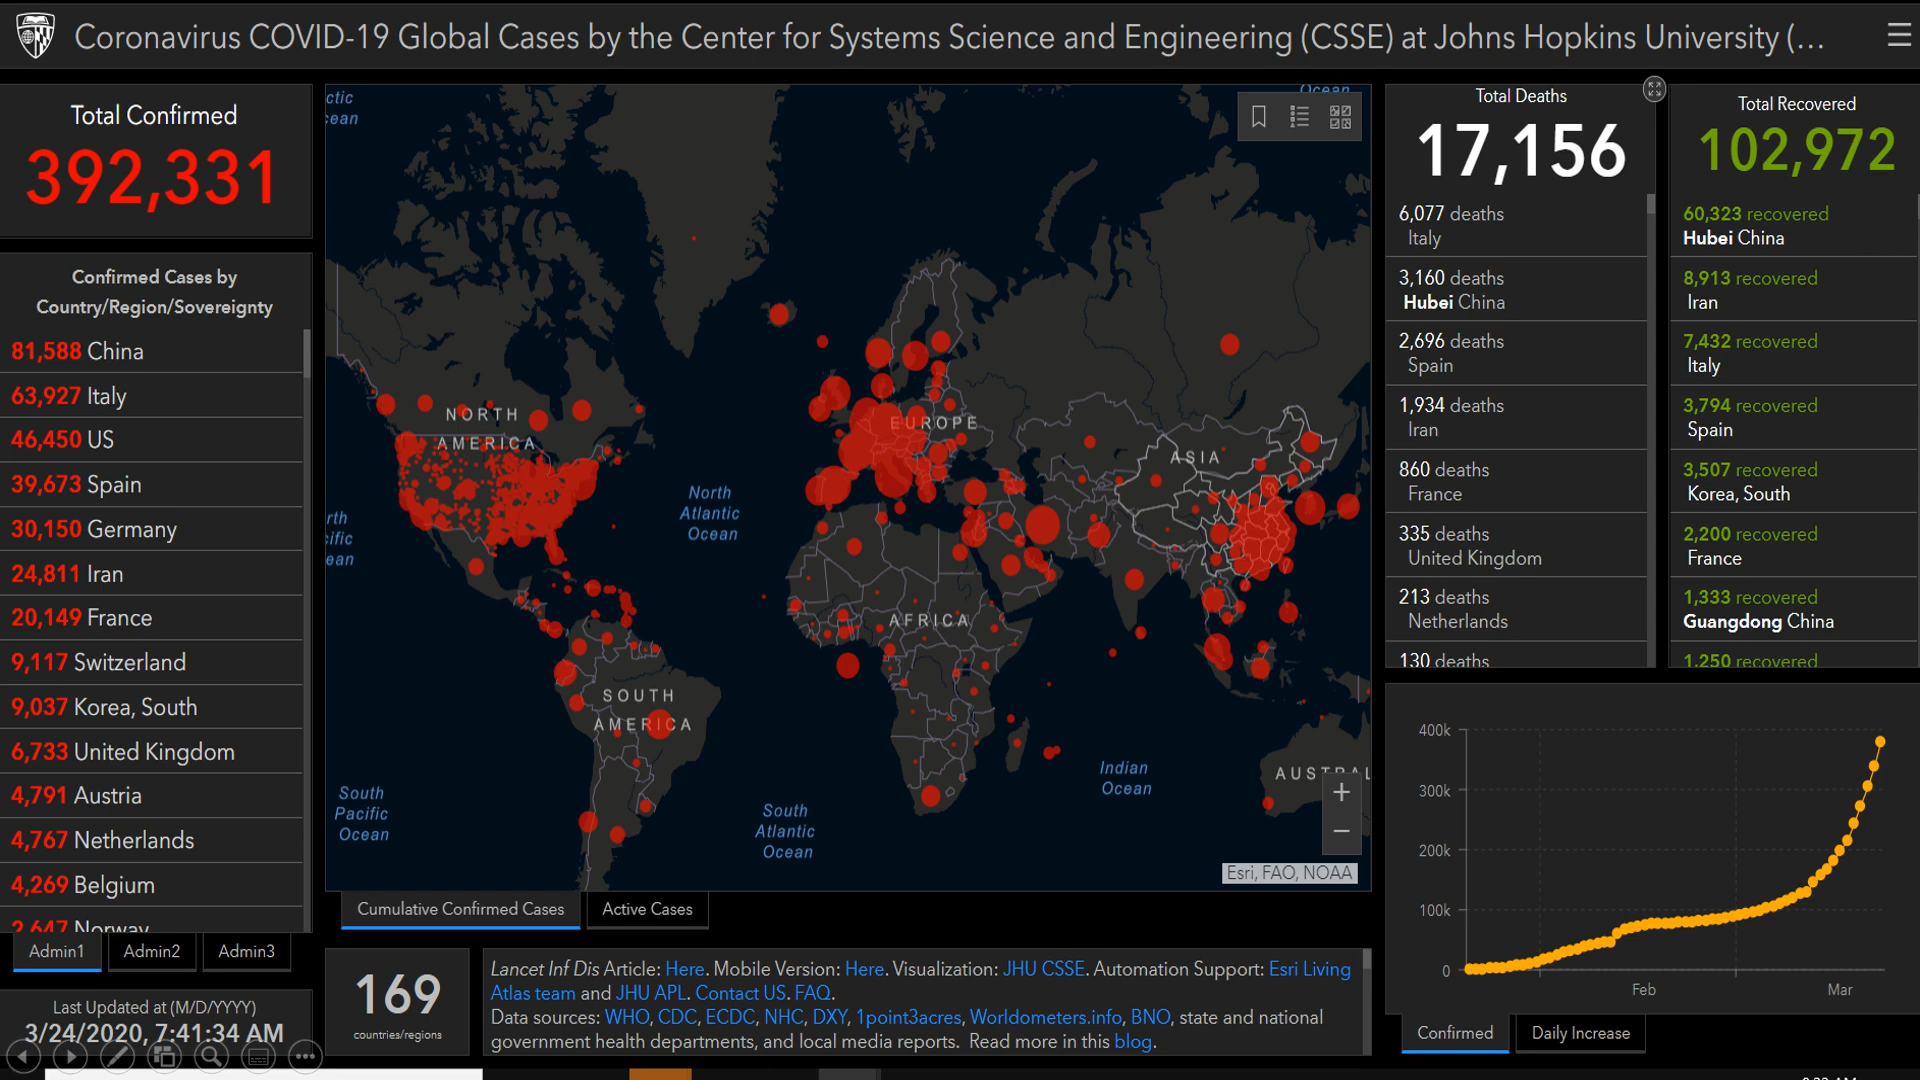 Coronavirus COVID-19 Global Cases by the Center for Systems Science and Engineering (CSSE) at Johns Hopkins University (...
Total Confirmed
392,331
Confirmed Cases by
Country/Region/Sovereignty
81,588 China
63,927 Italy
46,450 US
39,673 Spain
30,150 Germany
24,811 Iran
20,149 France
9,117 Switzerland
9,037 Korea, South
6,733 United Kingdom
4,791 Austria
4,767 Netherlands
4,269 Belgium
2,647 Norway
Admin1
Admin2
Admin3
Last Updated at (M/D/YYYY)
3/24/2020, 7:41:34 AM
ctic
ean
Ocean
NORTH
AMERICA
EUROPE
ASIA
North
Atlantic
Ocean
rth
ific
ean
AFRICA
SOUTH
AMERICA
Indian
Ocean
AUSTRAL
South
Pacific
Ocean
South
Atlantic
Ocean
+
−
Esri, FAO, NOAA
Cumulative Confirmed Cases
Active Cases
169
countries/regions
Lancet Inf Dis Article: Here. Mobile Version: Here. Visualization: JHU CSSE. Automation Support: Esri Living
Atlas team and JHU APL. Contact US. FAQ.
Data sources: WHO, CDC, ECDC, NHC, DXY, 1point3acres, Worldometers.info, BNO, state and national
government health departments, and local media reports. Read more in this blog.
Total Deaths
17,156
6,077 deaths
Italy
3,160 deaths
Hubei China
2,696 deaths
Spain
1,934 deaths
Iran
860 deaths
France
335 deaths
United Kingdom
213 deaths
Netherlands
130 deaths
Total Recovered
102,972
60,323 recovered
Hubei China
8,913 recovered
Iran
7,432 recovered
Italy
3,794 recovered
Spain
3,507 recovered
Korea, South
2,200 recovered
France
1,333 recovered
Guangdong China
1,250 recovered
400k
300k
200k
100k
0
Feb
Mar
Confirmed
Daily Increase